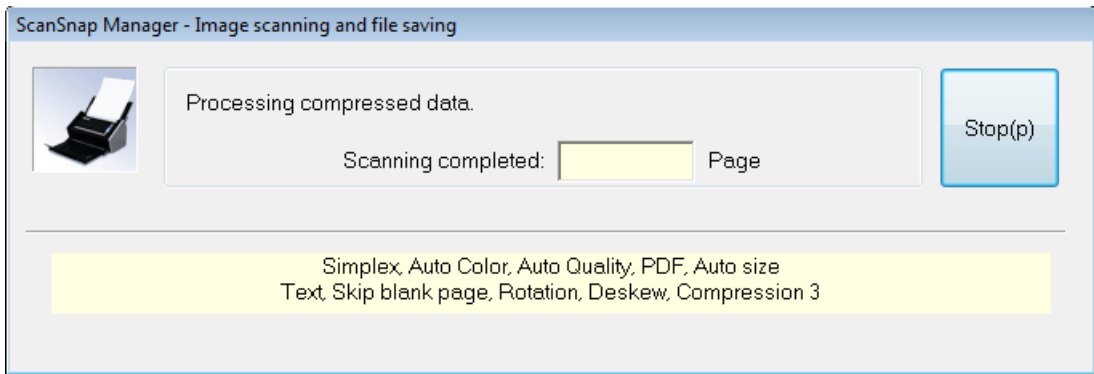 ScanSnap Manager - Image scanning and file saving
Processing compressed data.
Stop(p)
Scanning completed: Page
Simplex, Auto Color, Auto Quality, PDF, Auto size
Text, Skip blank page, Rotation, Deskew, Compression 3